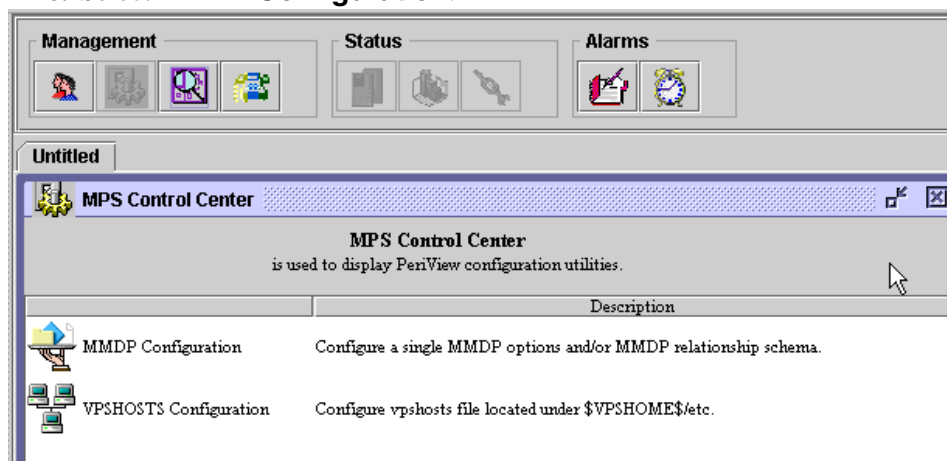 Management Status Alarms
Untitled
MPS Control Center
MPS Control Center
is used to display PeriView configuration utilities.
Description
MMDP Configuration Configure a single MMDP options and/or MMDP relationship schema.
VPSHOSTS Configuration Configure vpshosts file located under $VPSHOME$/etc.